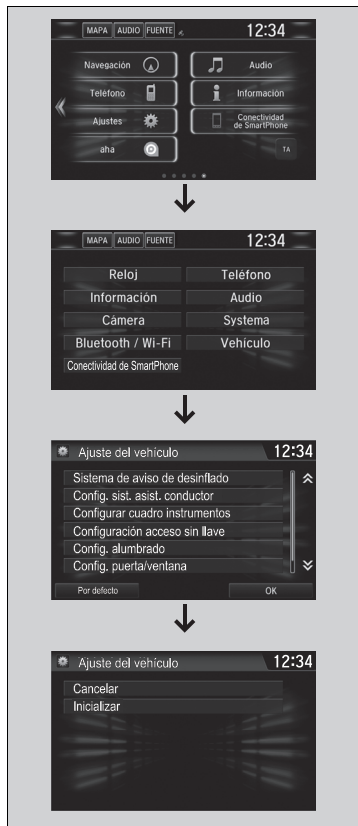 MAPA AUDIO FUENTE 12:34
Navegación Audio
Teléfono Información
Ajustes Conectividad
de SmartPhone
aha TA
MAPA AUDIO FUENTE 12:34
Reloj Teléfono
Información Audio
Cámera Systema
Bluetooth / Wi-Fi Vehículo
Conectividad de SmartPhone
Ajuste del vehículo 12:34
Sistema de aviso de desinflado
Config. sist. asist. conductor
Configurar cuadro instrumentos
Configuración acceso sin llave
Config. alumbrado
Config. puerta/ventana
Por defecto OK
Ajuste del vehículo 12:34
Cancelar
Inicializar